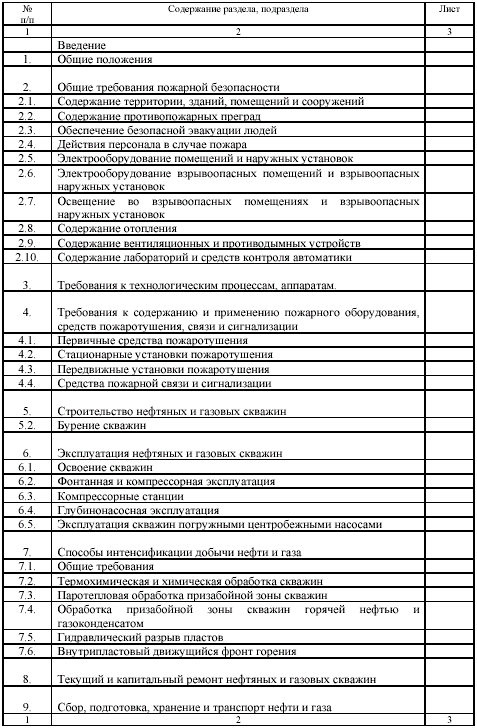 № Содержание раздела, подраздела Лист
п/п
1 2 3
Введение
1. Общие положения
2. Общие требования пожарной безопасности
2.1. Содержание территории, зданий, помещений и сооружений
2.2. Содержание противопожарных преград
2.3. Обеспечение безопасной эвакуации людей
2.4. Действия персонала в случае пожара
2.5. Электрооборудование помещений и наружных установок
2.6. Электрооборудование взрывоопасных помещений и взрывоопасных
наружных установок
2.7. Освещение во взрывоопасных помещениях и взрывоопасных
наружных установок
2.8. Содержание отопления
2.9. Содержание вентиляционных и противодымных устройств
2.10. Содержание лабораторий и средств контроля автоматики
3. Требования к технологическим процессам, аппаратам.
4. Требования к содержанию и применению пожарного оборудования,
средств пожаротушения, связи и сигнализации
4.1. Первичные средства пожаротушения
4.2. Стационарные установки пожаротушения
4.3. Передвижные установки пожаротушения
4.4. Средства пожарной связи и сигнализации
5. Строительство нефтяных и газовых скважин
5.2. Бурение скважин
6. Эксплуатация нефтяных и газовых скважин
6.1. Освоение скважин
6.2. Фонтанная и компрессорная эксплуатация
6.3. Компрессорные станции
6.4. Глубинонасосная эксплуатация
6.5. Эксплуатация скважин погружными центробежными насосами
7. Способы интенсификации добычи нефти и газа
7.1. Общие требования
7.2. Термохимическая и химическая обработка скважин
7.3. Паротепловая обработка призабойной зоны скважин
7.4. Обработка призабойной зоны скважин горячей нефтью и
газоконденсатом
7.5. Гидравлический разрыв пластов
7.6. Внутрипластовый движущийся фронт горения
8. Текущий и капитальный ремонт нефтяных и газовых скважин
9. Сбор, подготовка, хранение и транспорт нефти и газа
1 2 3